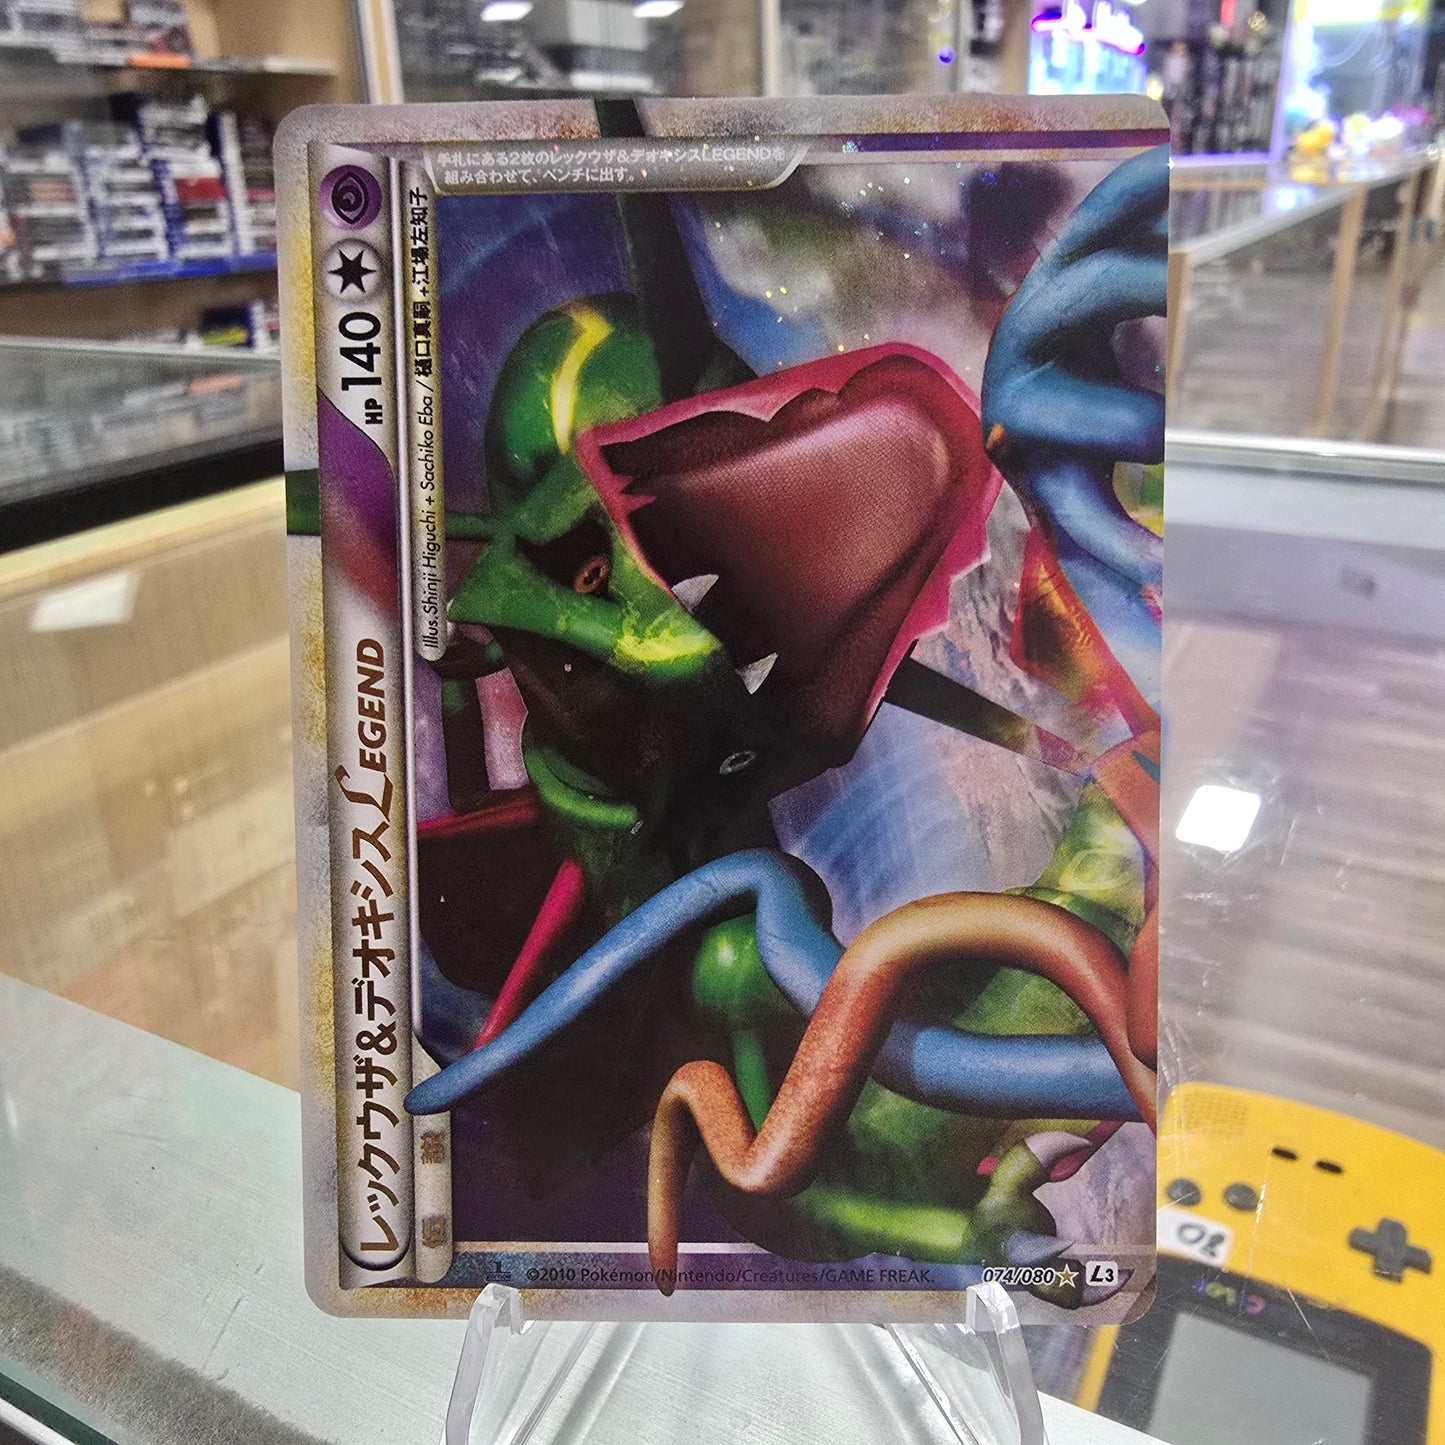 手札にある2枚のレックウザ&デオキシスLEGENDを
組み合わせて、ベンチに出す。
HP 140
レックウザ&デオキシスLEGEND
伝説
Illus. Shinji Higuchi + Sachiko Eba / 樋口真嗣+江場左知子
1 EDITION
©2010 Pokémon/Nintendo/Creatures/GAME FREAK.
074/080 L3